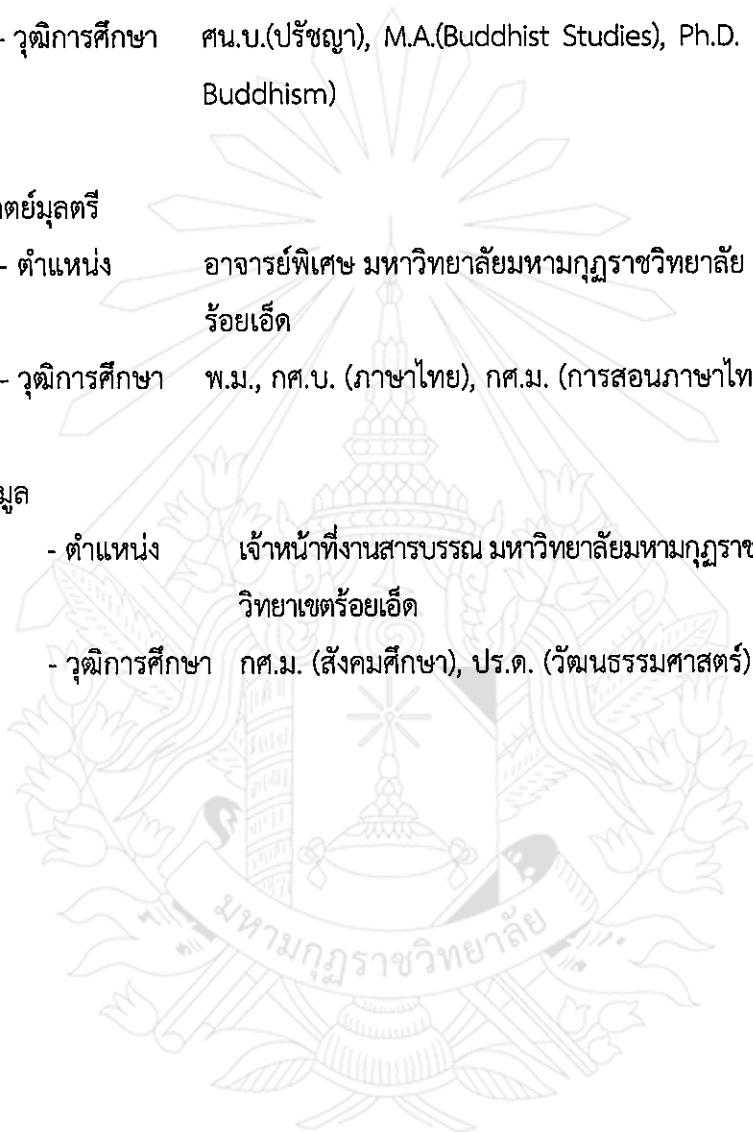 - วุฒิการศึกษา ศน.บ.(ปรัชญา), M.A.(Buddhist Studies), Ph.D.
Buddhism)
ตย์มุลตรี
- ตำแหน่ง อาจารย์พิเศษ มหาวิทยาลัยมหามกุฏราชวิทยาลัย
ร้อยเอ็ด
- วุฒิการศึกษา พ.ม., กศ.บ. (ภาษาไทย), กศ.ม. (การสอนภาษาไท
มูล
- ตำแหน่ง เจ้าหน้าที่งานสารบรรณ มหาวิทยาลัยมหามกุฏราช
วิทยาเขตร้อยเอ็ด
- วุฒิการศึกษา กศ.ม. (สังคมศึกษา), ปร.ด. (วัฒนธรรมศาสตร์)
มหามกุฏราชวิทยาลัย